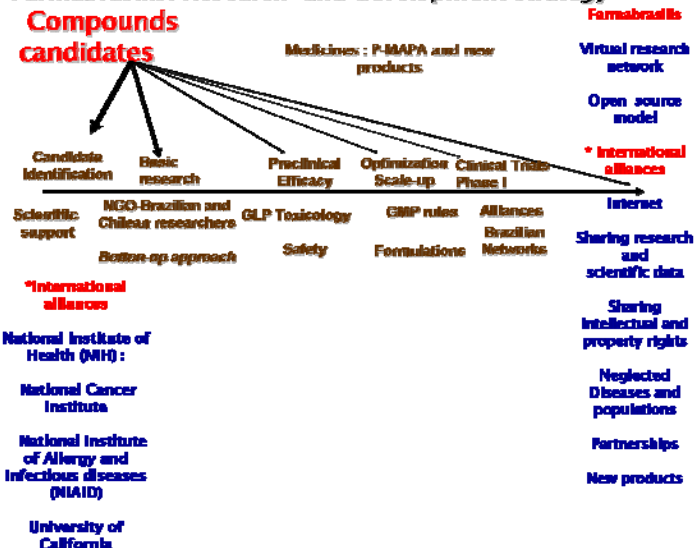 Compounds
candidates
Medicines : P-MAPA and new
products
Farmabrasilis
Virtual research
network
Open source
model
* International
alliances
Candidate
Identification
Basic
research
Preclinical
Efficacy
Optimization
Scale-up
Clinical Trials
Phase I
Scientific
support
NGO-Brazilian and
Chilean researchers
Bottom-up approach
GLP Toxicology
Safety
GMP rules
Formulations
Alliances
Brazilian
Networks
Internet
Sharing research
and
scientific data
Sharing
intellectual and
property rights
Neglected
Diseases and
populations
Partnerships
New products
*International
alliances
National Institute of
Health (NIH) :
National Cancer
Institute
National Institute
of Allergy and
Infectious diseases
(NIAID)
University of
California